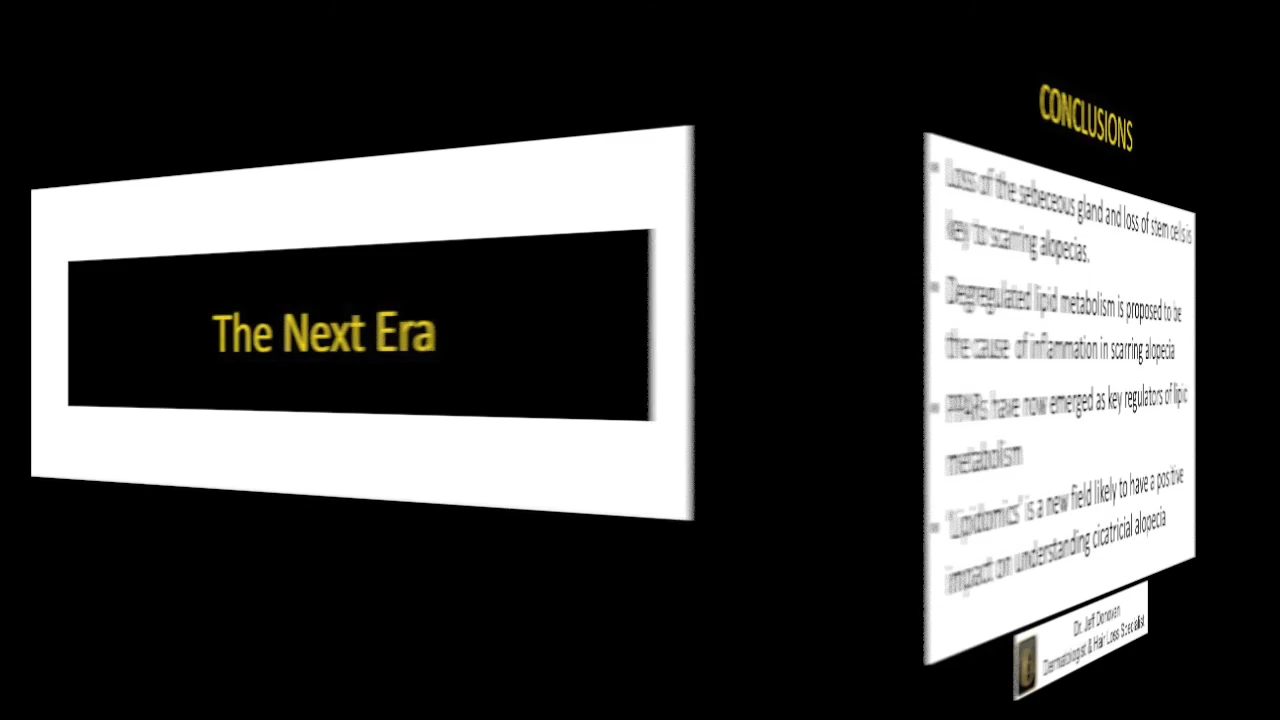 The Next Era
CONCLUSIONS
Loss of the sebeceous gland and loss of stem cells is
key to scarring alopecias.
Degregulated lipid metabolism is proposed to be
the cause of inflammation in scarring alopecia
PPARs have now emerged as key regulators of lipid
metabolism
'Lipidomics' is a new field likely to have a positive
impact on understanding cicatricial alopecia
Dr. Jeff Donovan
Dermatologist & Hair Loss Specialist